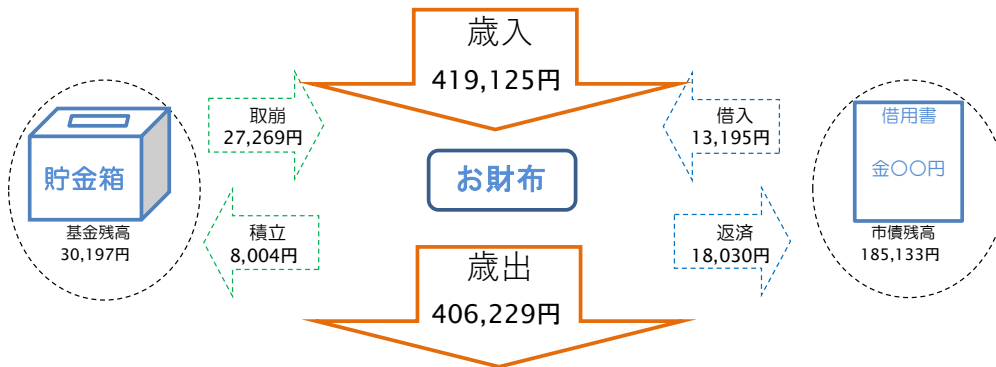 歳入
419,125円
取崩
27,269円
借入
13,195円
貯金箱
お財布
借用書
金〇〇円
基金残高
30,197円
積立
8,004円
返済
18,030円
市債残高
185,133円
歳出
406,229円